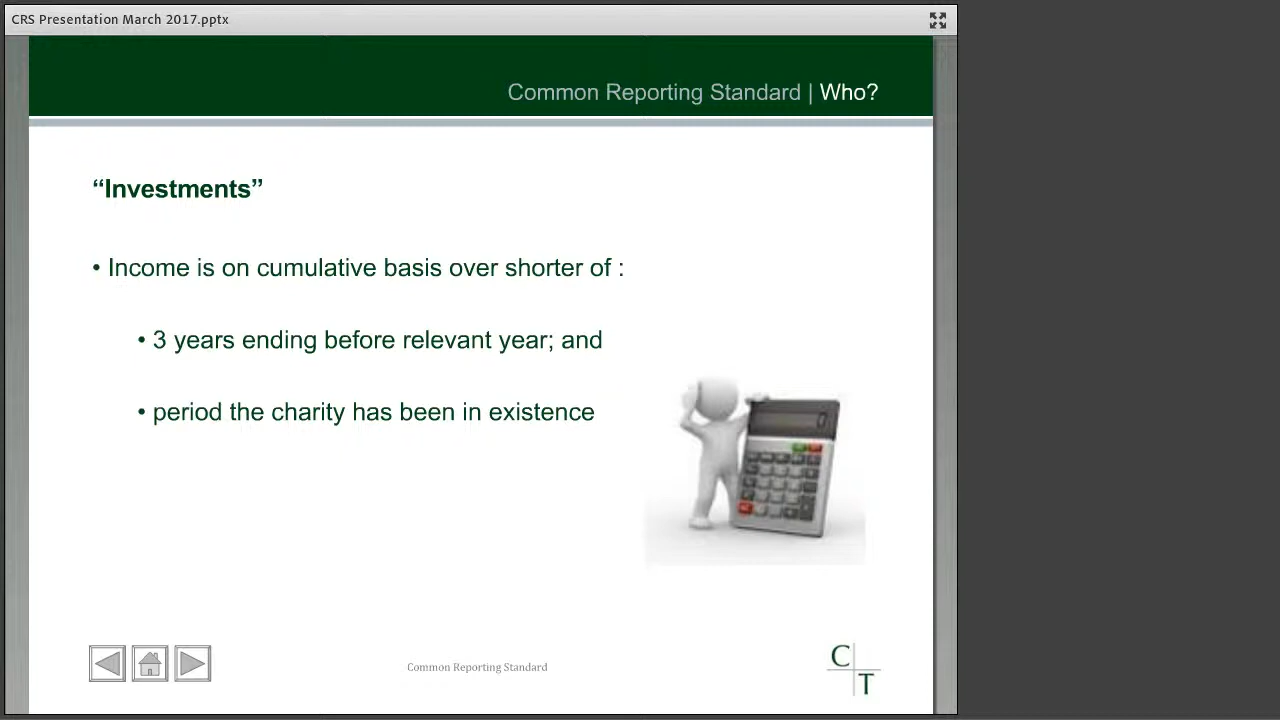 CRS Presentation March 2017.pptx
Common Reporting Standard | Who?
“Investments”
• Income is on cumulative basis over shorter of :
• 3 years ending before relevant year; and
• period the charity has been in existence
0
Common Reporting Standard
C
T